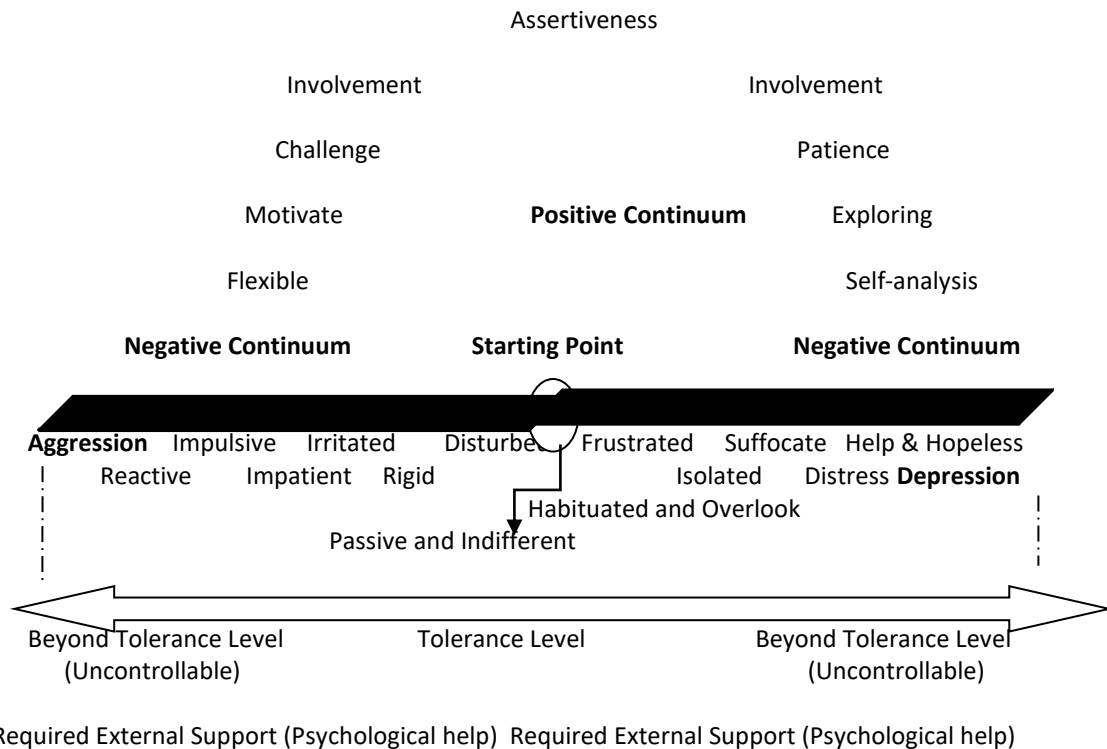 Assertiveness
Involvement Involvement
Challenge Patience
Motivate Positive Continuum Exploring
Flexible Self-analysis
Negative Continuum Starting Point Negative Continuum
Aggression Impulsive Irritated Disturbe Frustrated Suffocate Help & Hopeless
Reactive Impatient Rigid Isolated Distress Depression
Habituated and Overlook
Passive and Indifferent
Beyond Tolerance Level Tolerance Level Beyond Tolerance Level
(Uncontrollable) (Uncontrollable)
Required External Support (Psychological help) Required External Support (Psychological help)